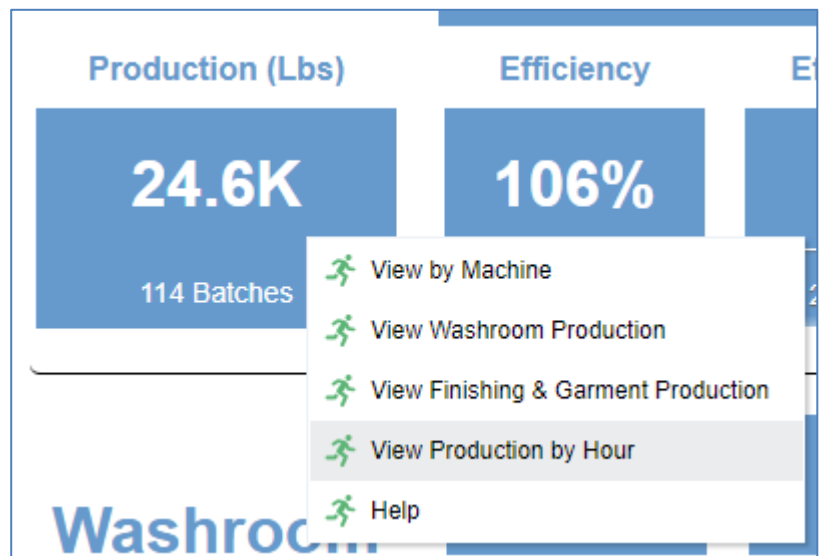 Production (Lbs)
Efficiency
24.6K
106%
114 Batches
View by Machine
View Washroom Production
View Finishing & Garment Production
View Production by Hour
Help